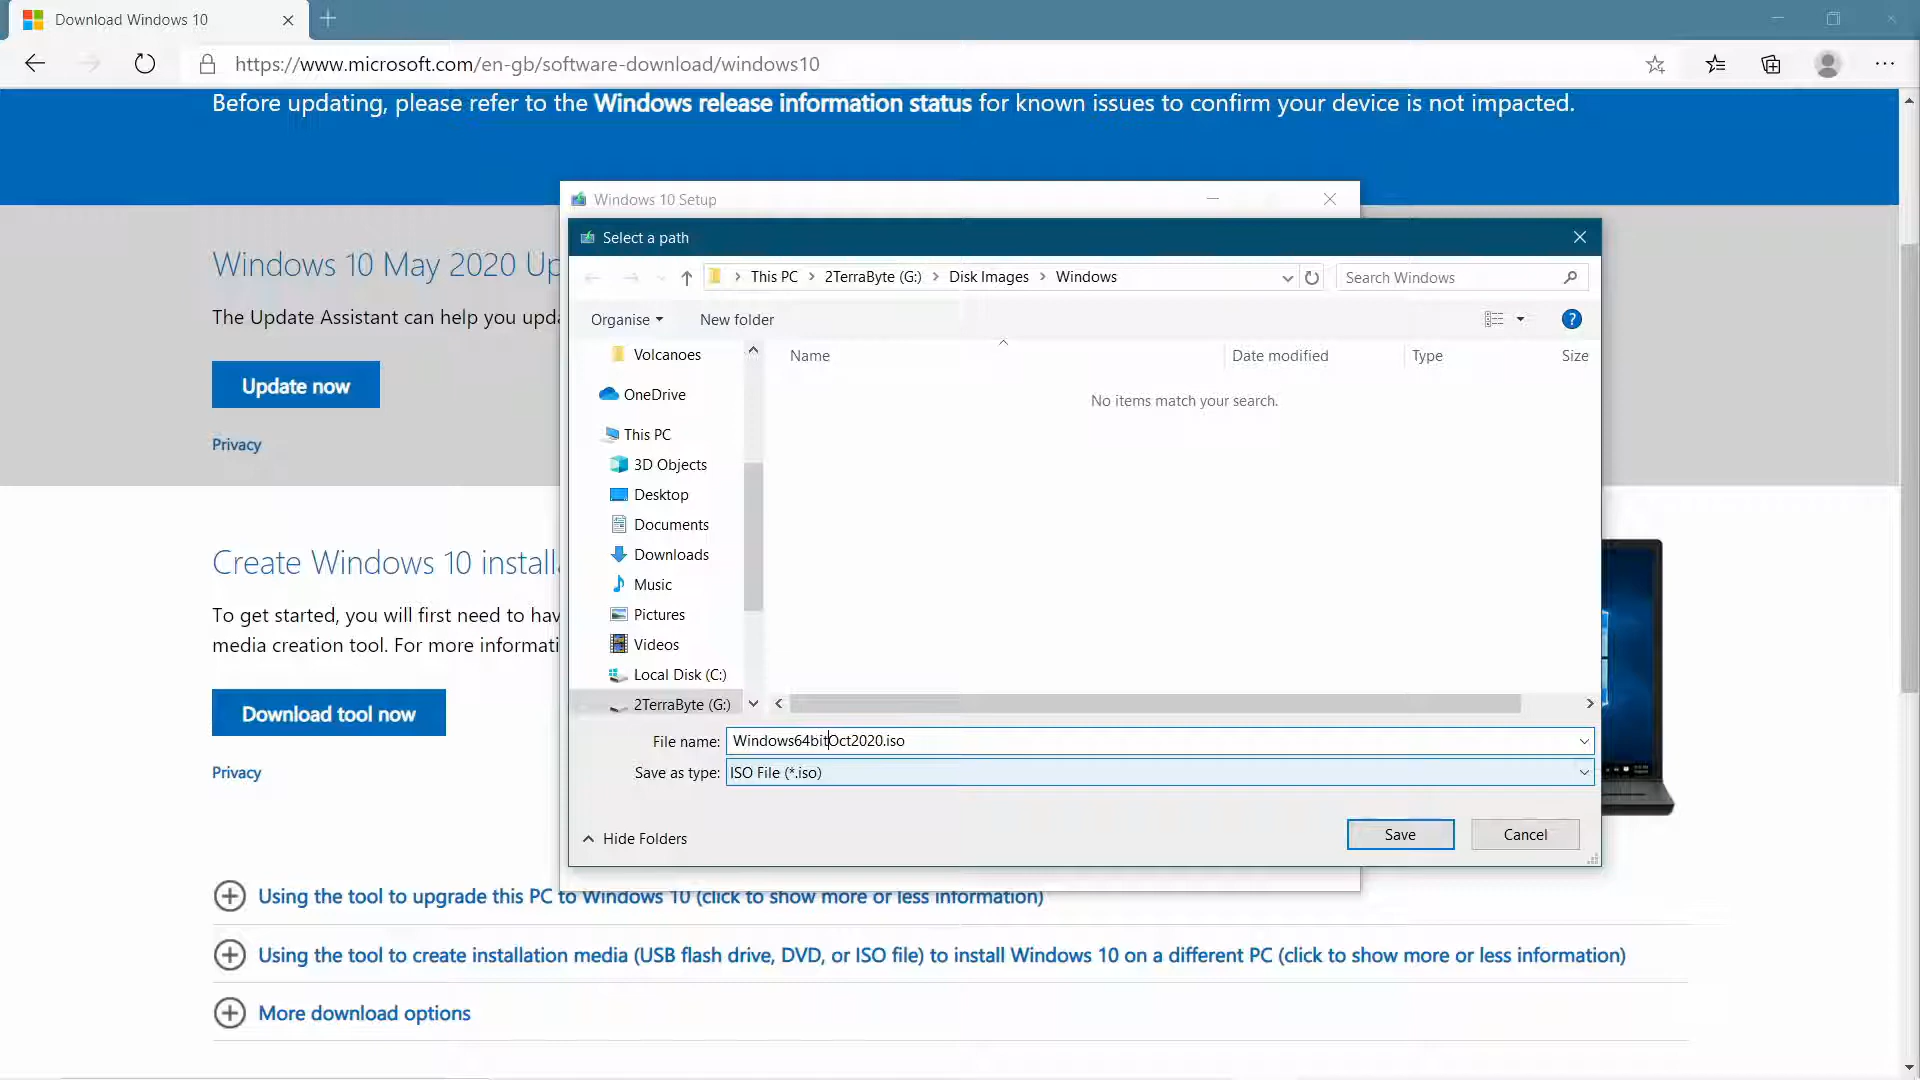 Download Windows 10
https://www.microsoft.com/en-gb/software-download/windows10
Before updating, please refer to the Windows release information status for known issues to confirm your device is not impacted.
Windows 10 Setup
Select a path
This PC > 2TerraByte (G:) > Disk Images > Windows
Search Windows
Organise
New folder
?
Name
Date modified
Type
Size
No items match your search.
Volcanoes
OneDrive
This PC
3D Objects
Desktop
Documents
Downloads
Music
Pictures
Videos
Local Disk (C:)
2TerraByte (G:)
File name: Windows64bitOct2020.iso
Save as type: ISO File (*.iso)
Hide Folders
Save
Cancel
Windows 10 May 2020 Up
The Update Assistant can help you upda
Update now
Privacy
Create Windows 10 installa
To get started, you will first need to hav
media creation tool. For more informati
Download tool now
Privacy
Using the tool to upgrade this PC to Windows 10 (click to show more or less information)
Using the tool to create installation media (USB flash drive, DVD, or ISO file) to install Windows 10 on a different PC (click to show more or less information)
More download options